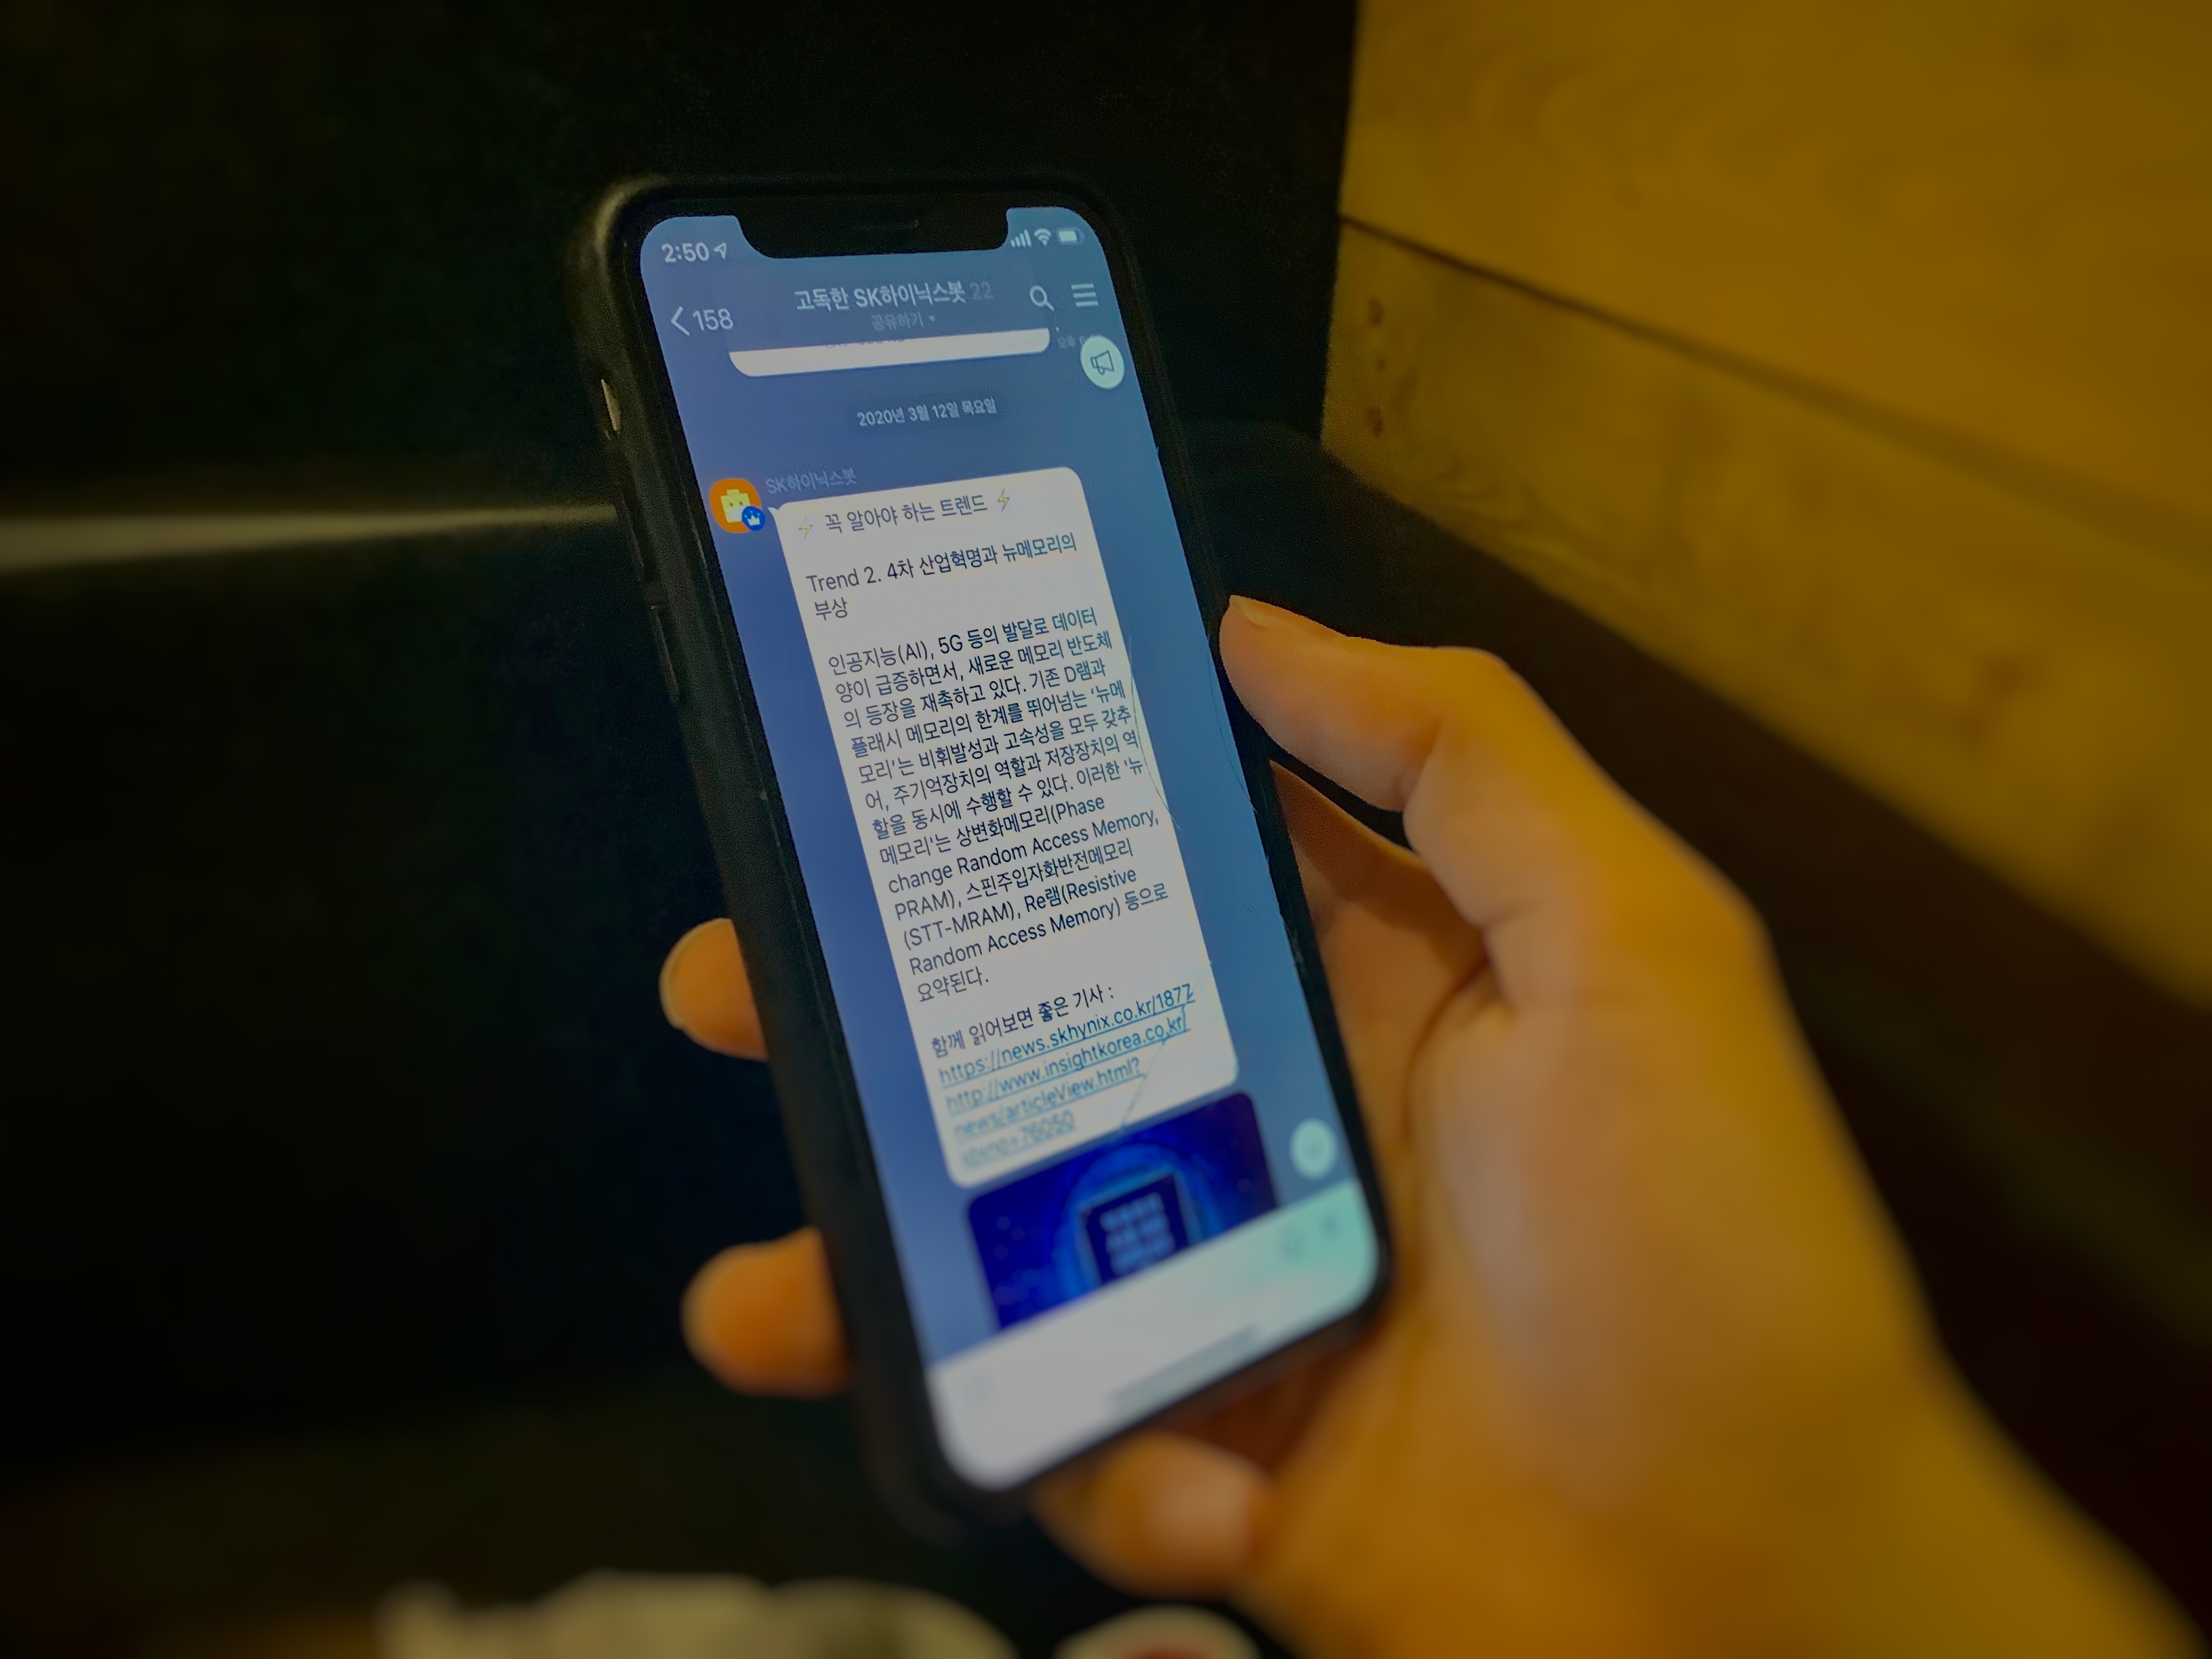 2:50
158
고독한 SK하이닉스봇 22
공유하기
오후
2020년 3월 12일 목요일
SK하이닉스봇
⚡ 꼭 알아야 하는 트렌드 ⚡
Trend 2. 4차 산업혁명과 뉴메모리의
부상
인공지능(AI), 5G 등의 발달로 데이터
양이 급증하면서, 새로운 메모리 반도체
의 등장을 재촉하고 있다. 기존 D램과
플래시 메모리의 한계를 뛰어넘는 '뉴메
모리'는 비휘발성과 고속성을 모두 갖추
어, 주기억장치의 역할과 저장장치의 역
할을 동시에 수행할 수 있다. 이러한 '뉴
메모리'는 상변화메모리(Phase
change Random Access Memory,
PRAM), 스핀주입자화반전메모리
(STT-MRAM), Re램(Resistive
Random Access Memory) 등으로
요약된다.
함께 읽어보면 좋은 기사 :
https://news.skhynix.co.kr/1877
http://www.insightkorea.co.kr/
news/articleView.html?